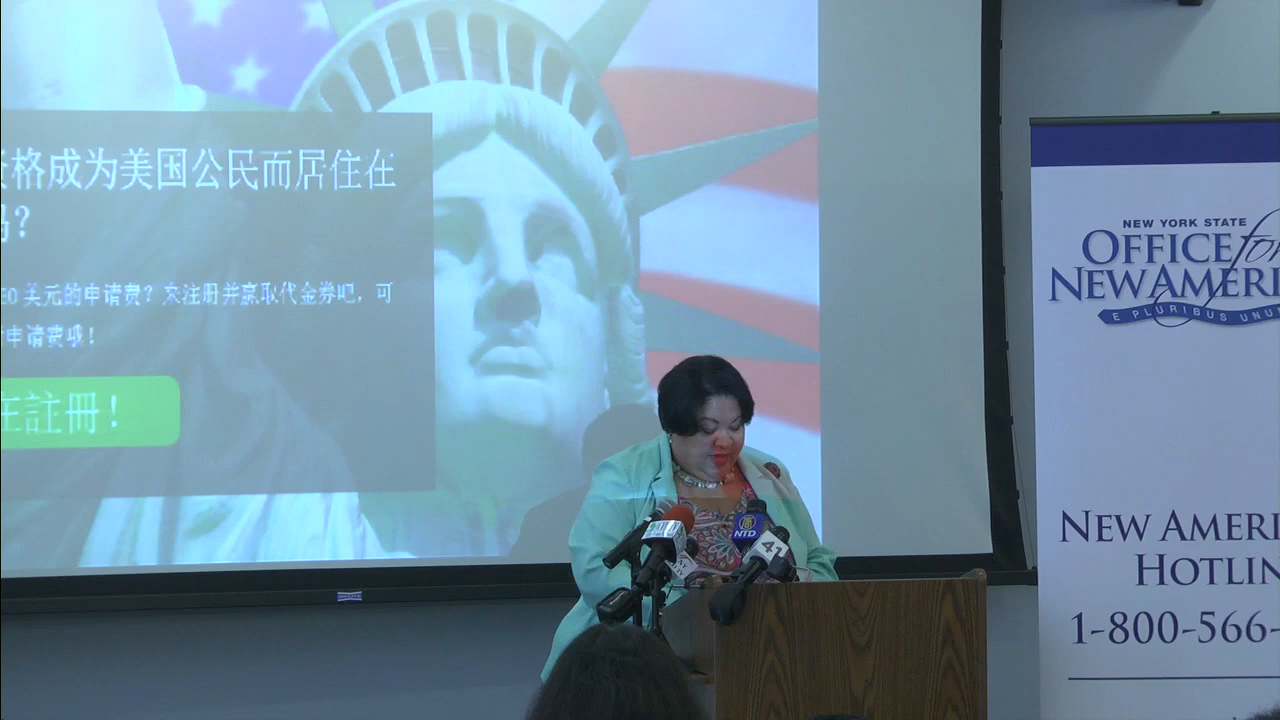 格成为美国公民而居住在
吗?
美元的申请费? 来注册并赢取代金券吧, 可
申请费哦!
在註冊!
NEW YORK STATE
OFFICE for
NEW AMERI
E PLURIBUS UNU
NTD
41
NEW AMERI
HOTLIN
1-800-566-